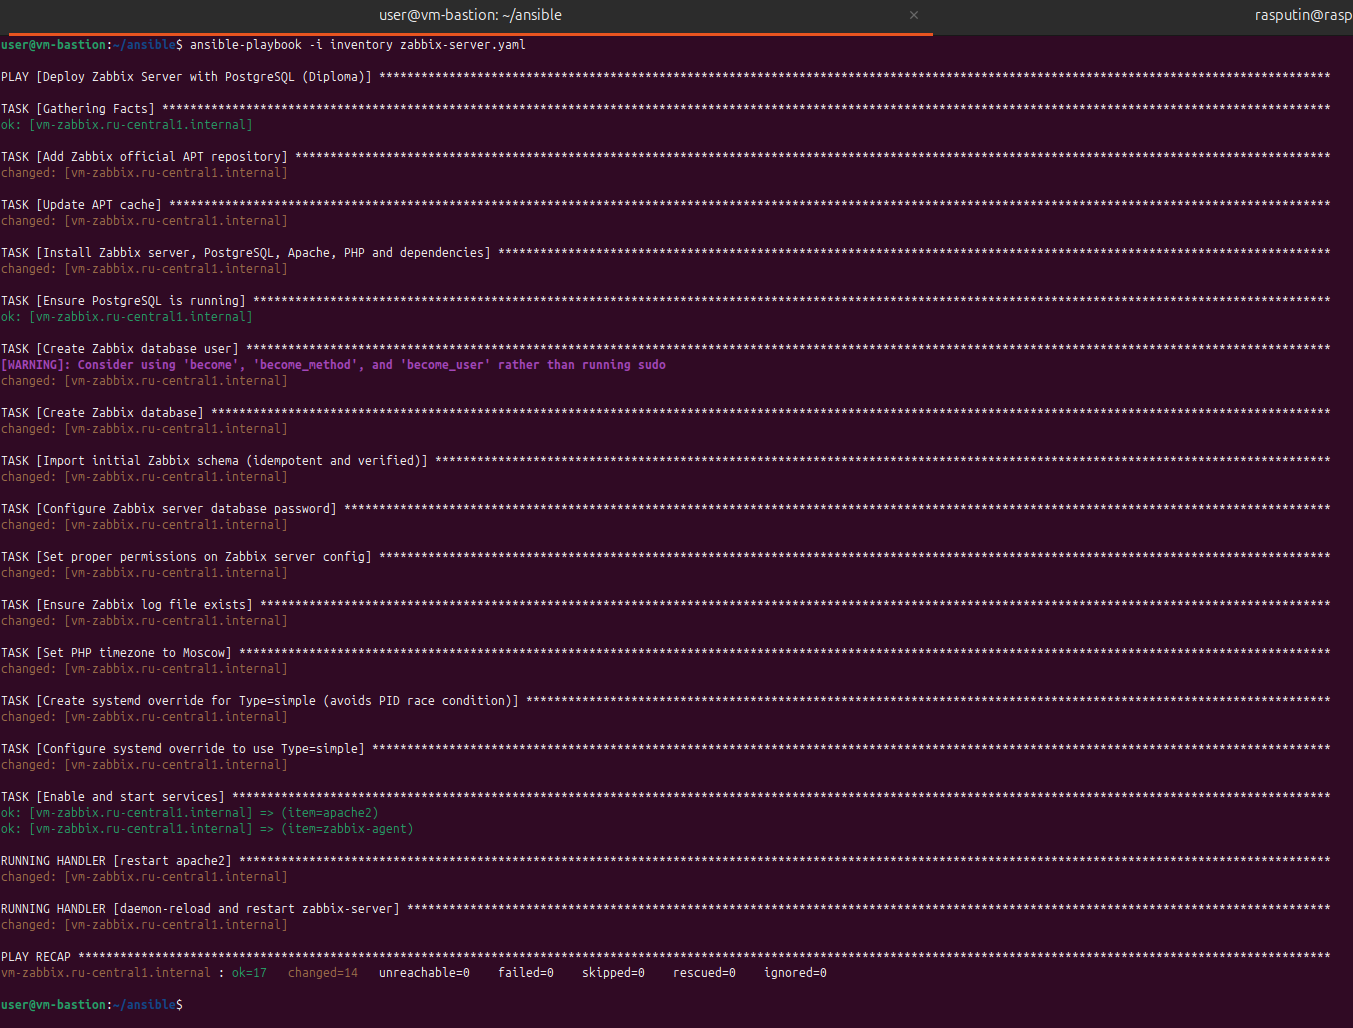 user@vm-bastion: ~/ansible
×
rasputin@rasp
user@vm-bastion:~/ansible$ ansible-playbook -i inventory zabbix-server.yaml
PLAY [Deploy Zabbix Server with PostgreSQL (Diploma)] ****************************************************************************************************************************************
TASK [Gathering Facts] *************************************************************************************************************************************************************************
ok: [vm-zabbix.ru-central1.internal]
TASK [Add Zabbix official APT repository] ****************************************************************************************************************************************************
changed: [vm-zabbix.ru-central1.internal]
TASK [Update APT cache] **********************************************************************************************************************************************************************
changed: [vm-zabbix.ru-central1.internal]
TASK [Install Zabbix server, PostgreSQL, Apache, PHP and dependencies] ***********************************************************************************************************************
changed: [vm-zabbix.ru-central1.internal]
TASK [Ensure PostgreSQL is running] **********************************************************************************************************************************************************
ok: [vm-zabbix.ru-central1.internal]
TASK [Create Zabbix database user] ***********************************************************************************************************************************************************
[WARNING]: Consider using 'become', 'become_method', and 'become_user' rather than running sudo
changed: [vm-zabbix.ru-central1.internal]
TASK [Create Zabbix database] ****************************************************************************************************************************************************************
changed: [vm-zabbix.ru-central1.internal]
TASK [Import initial Zabbix schema (idempotent and verified)] ********************************************************************************************************************************
changed: [vm-zabbix.ru-central1.internal]
TASK [Configure Zabbix server database password] *********************************************************************************************************************************************
changed: [vm-zabbix.ru-central1.internal]
TASK [Set proper permissions on Zabbix server config] ****************************************************************************************************************************************
changed: [vm-zabbix.ru-central1.internal]
TASK [Ensure Zabbix log file exists] *********************************************************************************************************************************************************
changed: [vm-zabbix.ru-central1.internal]
TASK [Set PHP timezone to Moscow] ************************************************************************************************************************************************************
changed: [vm-zabbix.ru-central1.internal]
TASK [Create systemd override for Type=simple (avoids PID race condition)] *******************************************************************************************************************
changed: [vm-zabbix.ru-central1.internal]
TASK [Configure systemd override to use Type=simple] *****************************************************************************************************************************************
changed: [vm-zabbix.ru-central1.internal]
TASK [Enable and start services] *************************************************************************************************************************************************************
ok: [vm-zabbix.ru-central1.internal] => (item=apache2)
ok: [vm-zabbix.ru-central1.internal] => (item=zabbix-agent)
RUNNING HANDLER [restart apache2] ************************************************************************************************************************************************************
changed: [vm-zabbix.ru-central1.internal]
RUNNING HANDLER [daemon-reload and restart zabbix-server] ************************************************************************************************************************************
changed: [vm-zabbix.ru-central1.internal]
PLAY RECAP ***********************************************************************************************************************************************************************************
vm-zabbix.ru-central1.internal : ok=17   changed=14   unreachable=0    failed=0    skipped=0    rescued=0    ignored=0
user@vm-bastion:~/ansible$